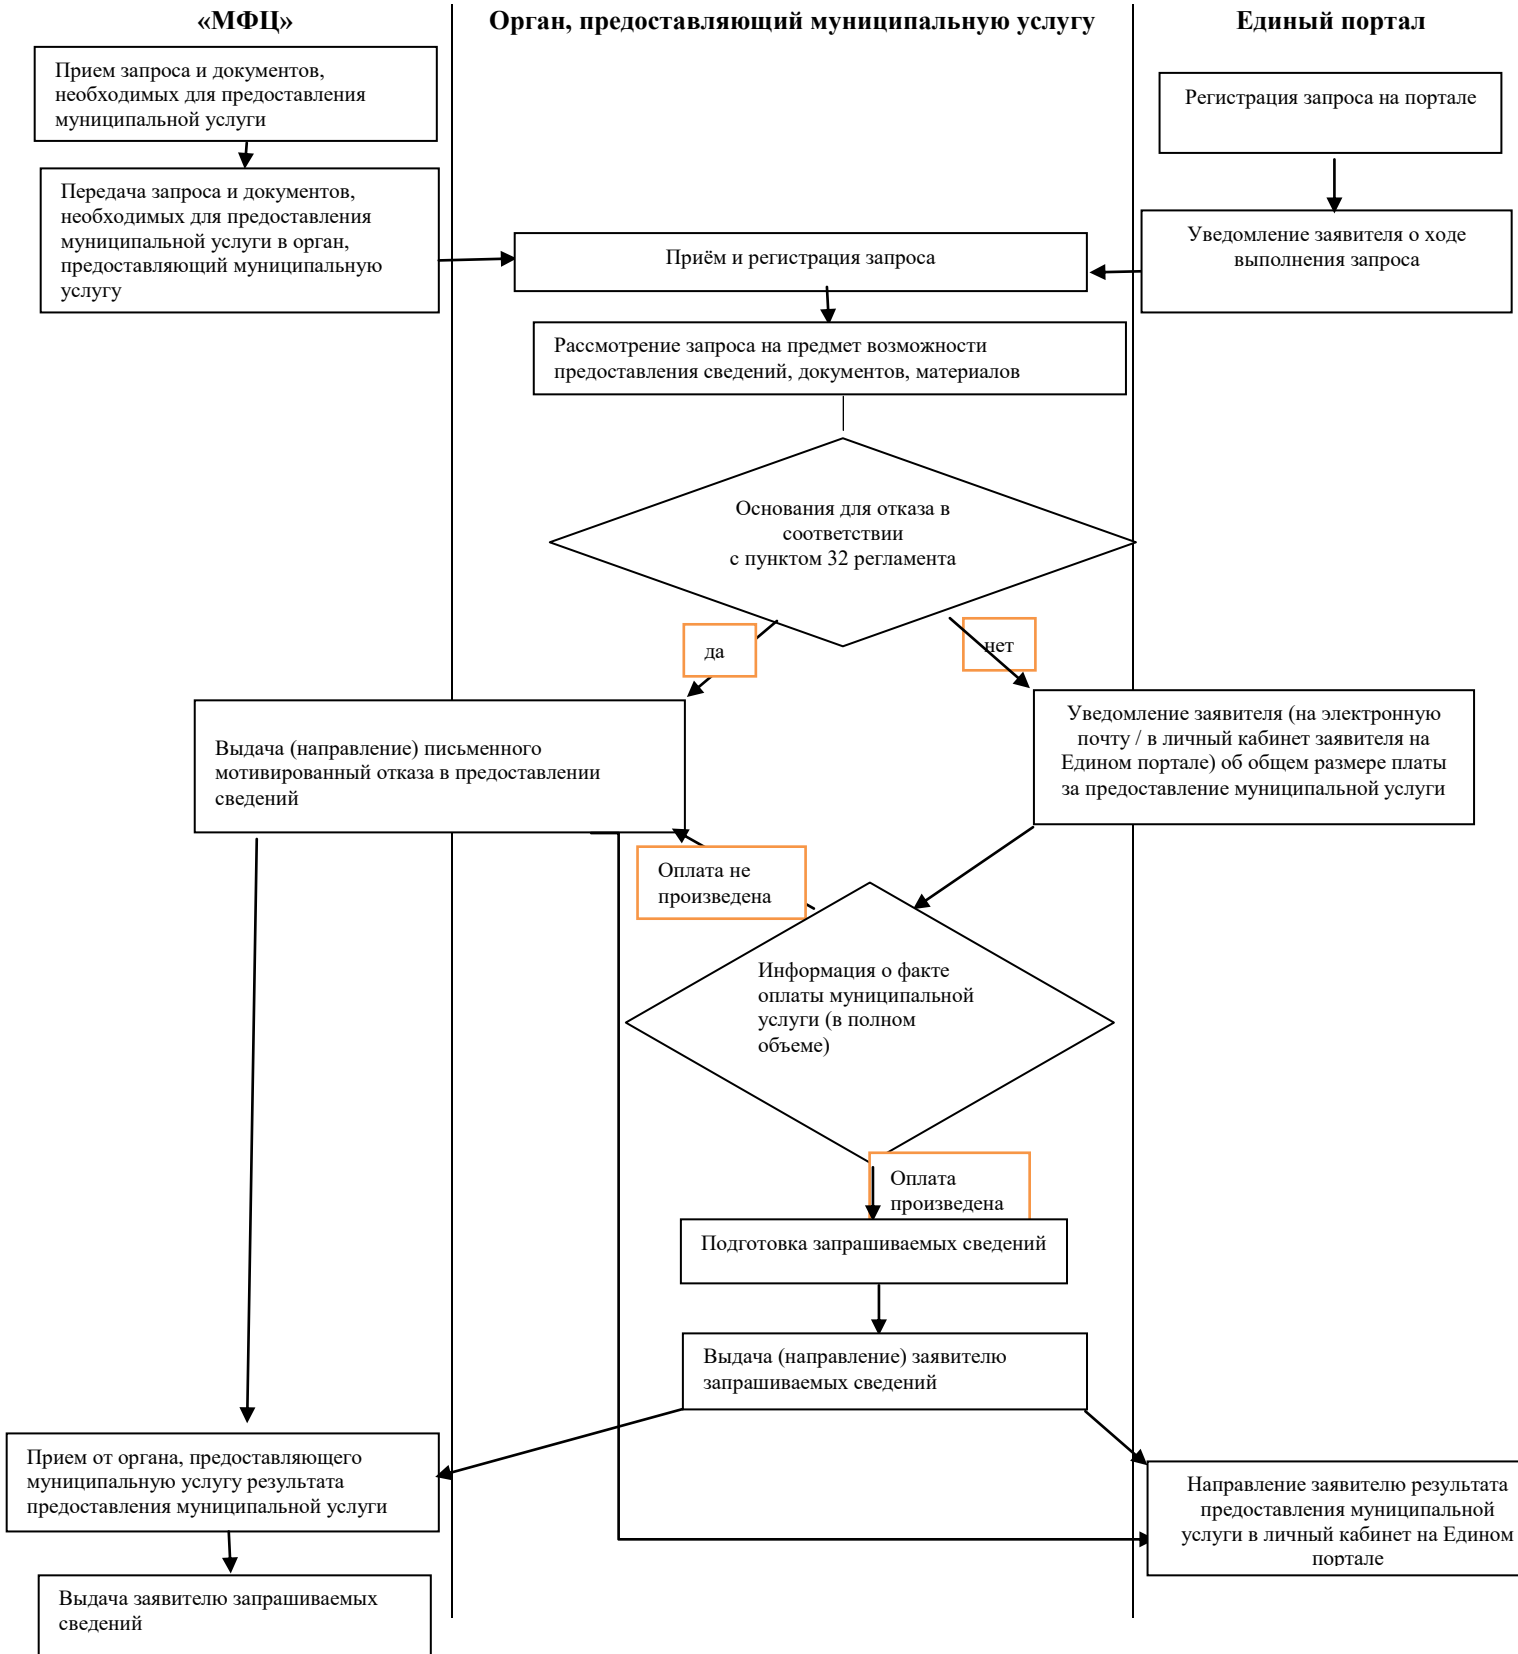 «МФЦ»
Орган, предоставляющий муниципальную услугу
Единый портал
Прием запроса и документов,
необходимых для предоставления
муниципальной услуги
Регистрация запроса на портале
Передача запроса и документов,
необходимых для предоставления
муниципальной услуги в орган,
предоставляющий муниципальную
услугу
Приём и регистрация запроса
Уведомление заявителя о ходе
выполнения запроса
Рассмотрение запроса на предмет возможности
предоставления сведений, документов, материалов
Основания для отказа в
соответствии
с пунктом 32 регламента
да
нет
Выдача (направление) письменного
мотивированный отказа в предоставлении
сведений
Уведомление заявителя (на электронную
почту / в личный кабинет заявителя на
Едином портале) об общем размере платы
за предоставление муниципальной услуги
Оплата не
произведена
Информация о факте
оплаты муниципальной
услуги (в полном
объеме)
Оплата
произведена
Подготовка запрашиваемых сведений
Выдача (направление) заявителю
запрашиваемых сведений
Прием от органа, предоставляющего
муниципальную услугу результата
предоставления муниципальной услуги
Направление заявителю результата
предоставления муниципальной
услуги в личный кабинет на Едином
портале
Выдача заявителю запрашиваемых
сведений